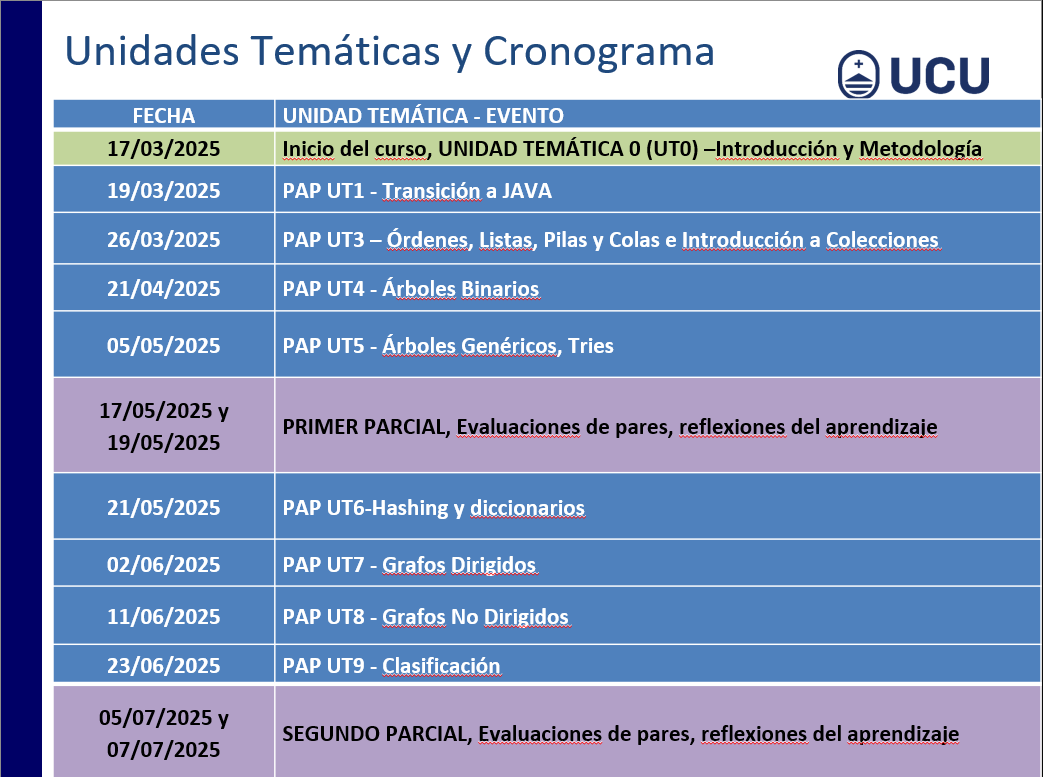 Unidades Temáticas y Cronograma
UCU
FECHA UNIDAD TEMÁTICA - EVENTO
17/03/2025 Inicio del curso, UNIDAD TEMÁTICA 0 (UT0) –Introducción y Metodología
19/03/2025 PAP UT1 - Transición a JAVA
26/03/2025 PAP UT3 – Órdenes, Listas, Pilas y Colas e Introducción a Colecciones
21/04/2025 PAP UT4 - Árboles Binarios
05/05/2025 PAP UT5 - Árboles Genéricos, Tries
17/05/2025 y
19/05/2025
PRIMER PARCIAL, Evaluaciones de pares, reflexiones del aprendizaje
21/05/2025 PAP UT6-Hashing y diccionarios
02/06/2025 PAP UT7 - Grafos Dirigidos
11/06/2025 PAP UT8 - Grafos No Dirigidos
23/06/2025 PAP UT9 - Clasificación
05/07/2025 y
07/07/2025
SEGUNDO PARCIAL, Evaluaciones de pares, reflexiones del aprendizaje